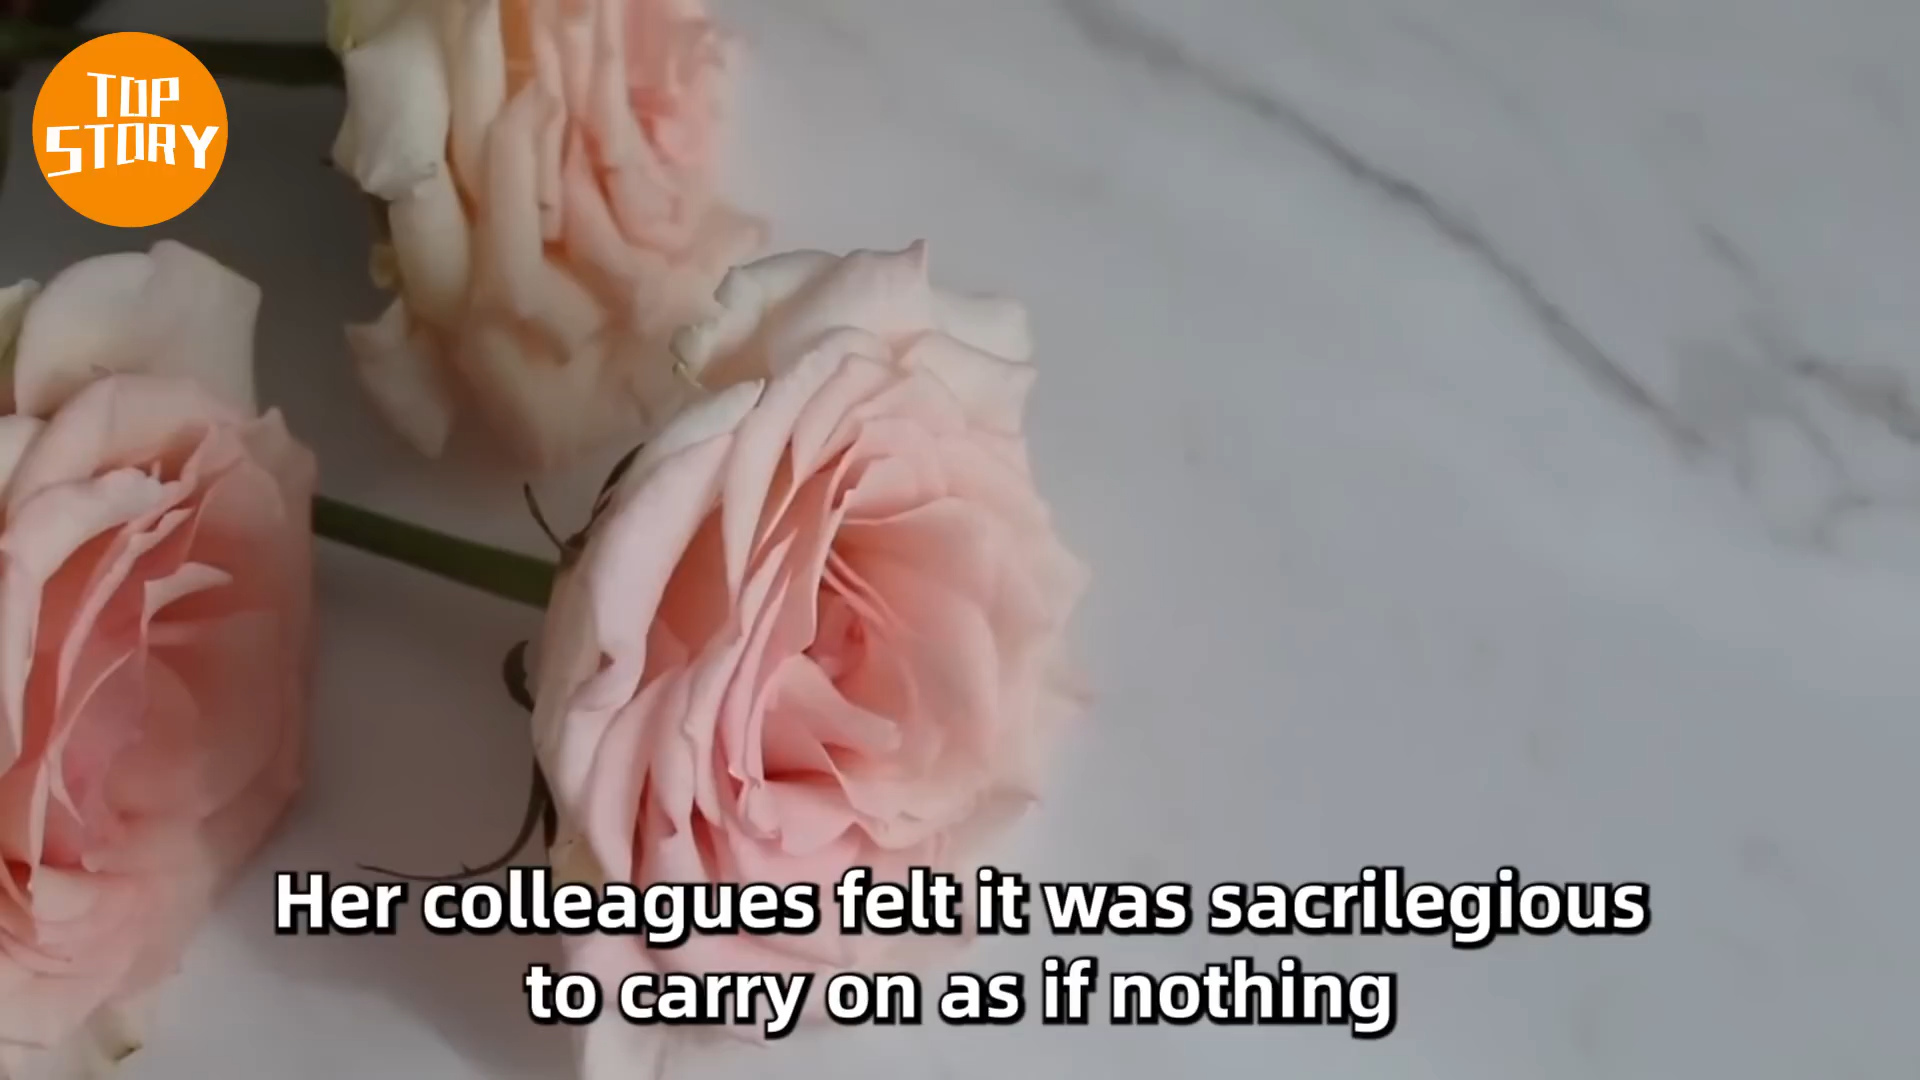 TOP
STORY
Her colleagues felt it was sacrilegious
to carry on as if nothing